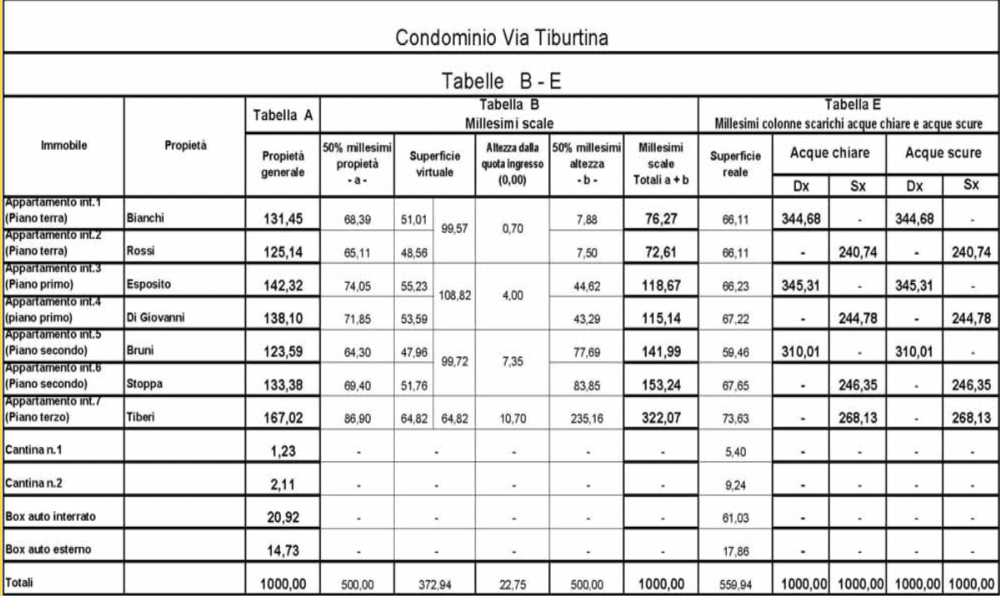 Condominio Via Tiburtina
Tabelle B - E
Immobile Propietà Tabella A Tabella B Tabella E
Millesimi scale Millesimi colonne scarichi acque chiare e acque scure
Propietà generale 50% millesimi propietà - a - Superficie virtuale Altezza dalla quota ingresso (0,00) 50% millesimi altezza - b - Millesimi scale Totali a + b Superficie reale Acque chiare Acque scure
Dx Sx Dx Sx
Appartamento int.1
(Piano terra) Bianchi 131,45 68,39 51,01 99,57 0,70 7,88 76,27 66,11 344,68 - 344,68 -
Appartamento int.2
(Piano terra) Rossi 125,14 65,11 48,56 7,50 72,61 66,11 - 240,74 - 240,74
Appartamento int.3
(Piano primo) Esposito 142,32 74,05 55,23 108,82 4,00 44,62 118,67 66,23 345,31 - 345,31 -
Appartamento int.4
(piano primo) Di Giovanni 138,10 71,85 53,59 43,29 115,14 67,22 - 244,78 - 244,78
Appartamento int.5
(Piano secondo) Bruni 123,59 64,30 47,96 99,72 7,35 77,69 141,99 59,46 310,01 - 310,01 -
Appartamento int.6
(Piano secondo) Stoppa 133,38 69,40 51,76 83,85 153,24 67,65 - 246,35 - 246,35
Appartamento int.7
(Piano terzo) Tiberi 167,02 86,90 64,82 64,82 10,70 235,16 322,07 73,63 - 268,13 - 268,13
Cantina n.1 1,23 - - - - - 5,40 - - - -
Cantina n.2 2,11 - - - - - 9,24 - - - -
Box auto interrato 20,92 - - - - - 61,03 - - - -
Box auto esterno 14,73 - - - - - 17,86 - - - -
Totali 1000,00 500,00 372,94 22,75 500,00 1000,00 559,94 1000,00 1000,00 1000,00 1000,00